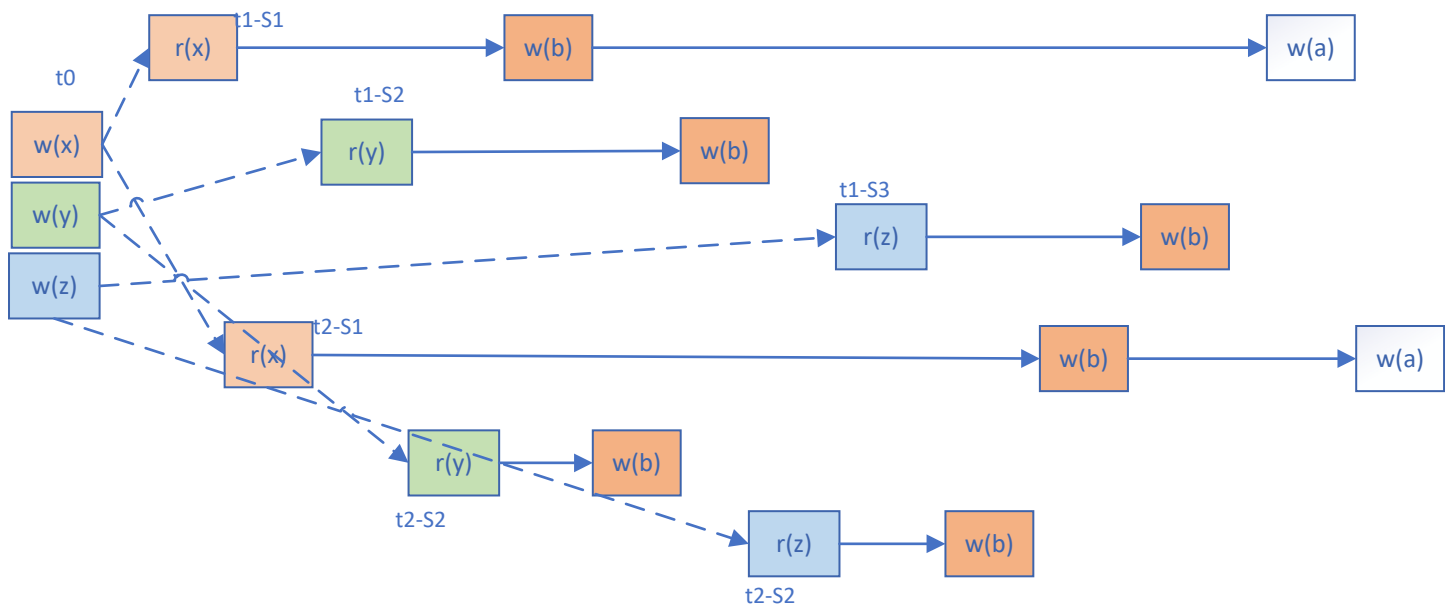 t1-S1
r(x)
w(b)
w(a)
t0
t1-S2
w(x)
r(y)
w(b)
t1-S3
w(y)
r(z)
w(b)
w(z)
t2-S1
r(x)
w(b)
w(a)
r(y)
w(b)
t2-S2
r(z)
w(b)
t2-S2